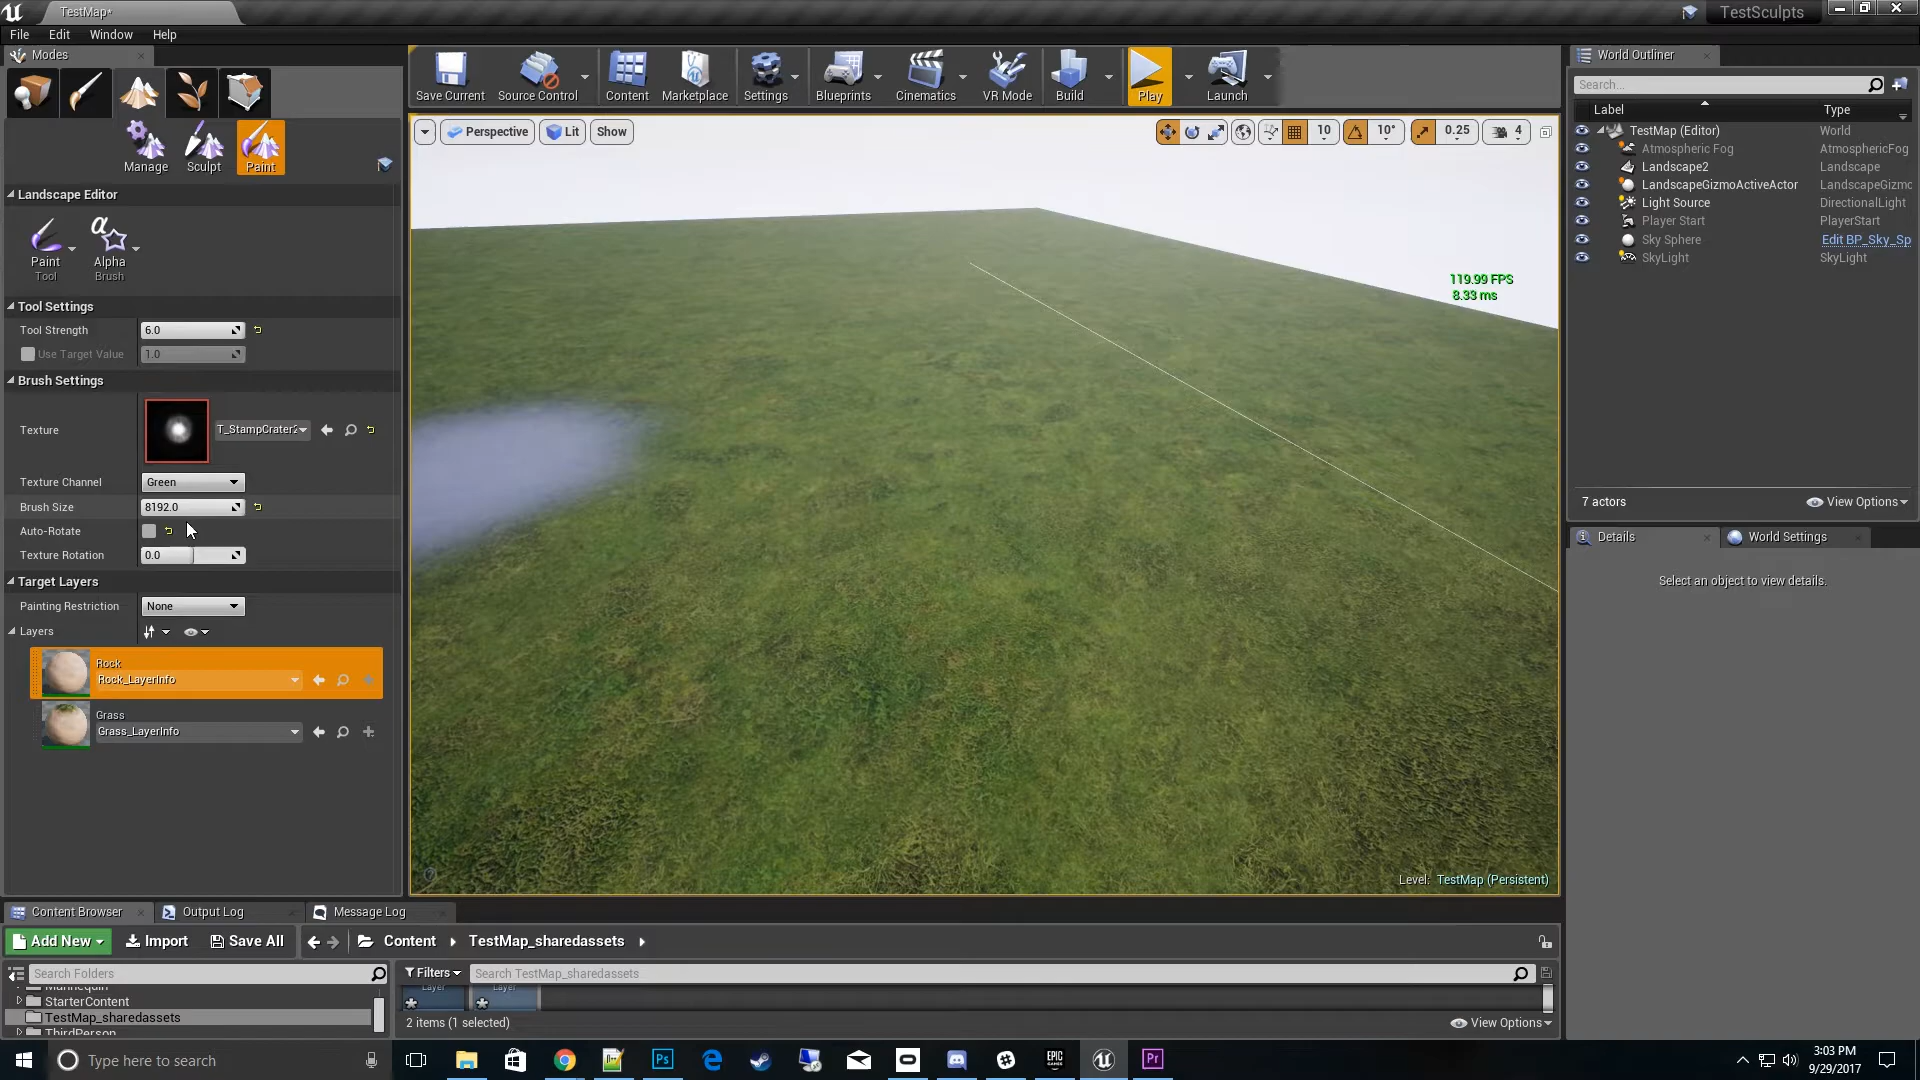 TestMap*
TestSculpts
File Edit Window Help
Modes
Manage Sculpt Paint
Landscape Editor
Paint Alpha
Tool Brush
Tool Settings
Tool Strength 6.0
Use Target Value 1.0
Brush Settings
Texture T_StampCrater2
Texture Channel Green
Brush Size 8192.0
Auto-Rotate
Texture Rotation 0.0
Target Layers
Painting Restriction None
Layers
Rock
Rock_LayerInfo
Grass
Grass_LayerInfo
Save Current Source Control Content Marketplace Settings Blueprints Cinematics VR Mode Build Play Launch
Perspective Lit Show
10 10° 0.25 4
119.99 FPS
8.33 ms
Level: TestMap (Persistent)
World Outliner
Search...
Label Type
TestMap (Editor) World
Atmospheric Fog AtmosphericFog
Landscape2 Landscape
LandscapeGizmoActiveActor LandscapeGizmo
Light Source DirectionalLight
Player Start PlayerStart
Sky Sphere Edit BP_Sky_Sp
SkyLight SkyLight
7 actors View Options
Details World Settings
Select an object to view details.
Content Browser Output Log Message Log
Add New Import Save All Content TestMap_sharedassets
Search Folders
Filters Search TestMap_sharedassets
Mannequin
StarterContent
TestMap_sharedassets
ThirdPerson
Layer Layer
2 items (1 selected) View Options
Type here to search
Ps
EPIC GAMES
Pr
3:03 PM
9/29/2017